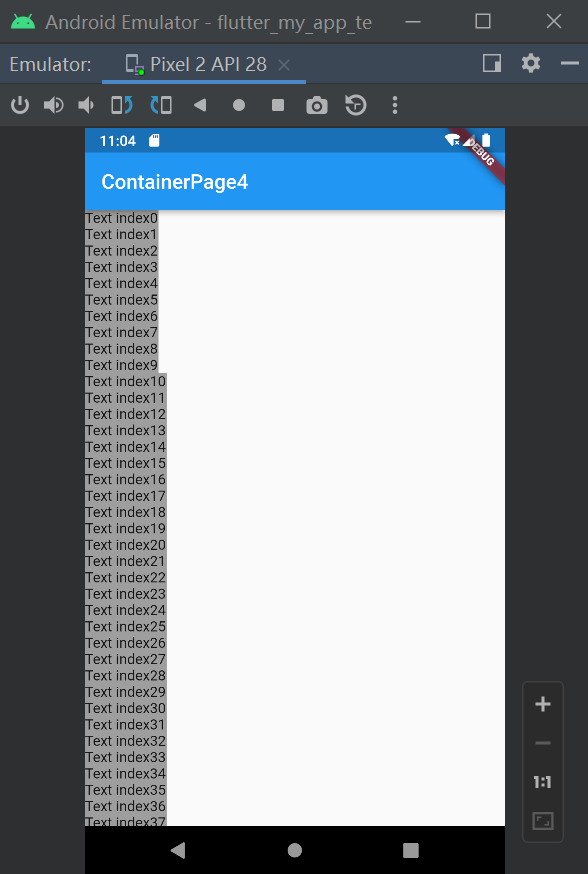 Android Emulator - flutter_my_app_te
Emulator: Pixel 2 API 28
11:04
DEBUG
ContainerPage4
Text index0
Text index1
Text index2
Text index3
Text index4
Text index5
Text index6
Text index7
Text index8
Text index9
Text index10
Text index11
Text index12
Text index13
Text index14
Text index15
Text index16
Text index17
Text index18
Text index19
Text index20
Text index21
Text index22
Text index23
Text index24
Text index25
Text index26
Text index27
Text index28
Text index29
Text index30
Text index31
Text index32
Text index33
Text index34
Text index35
Text index36
Text index37
1:1